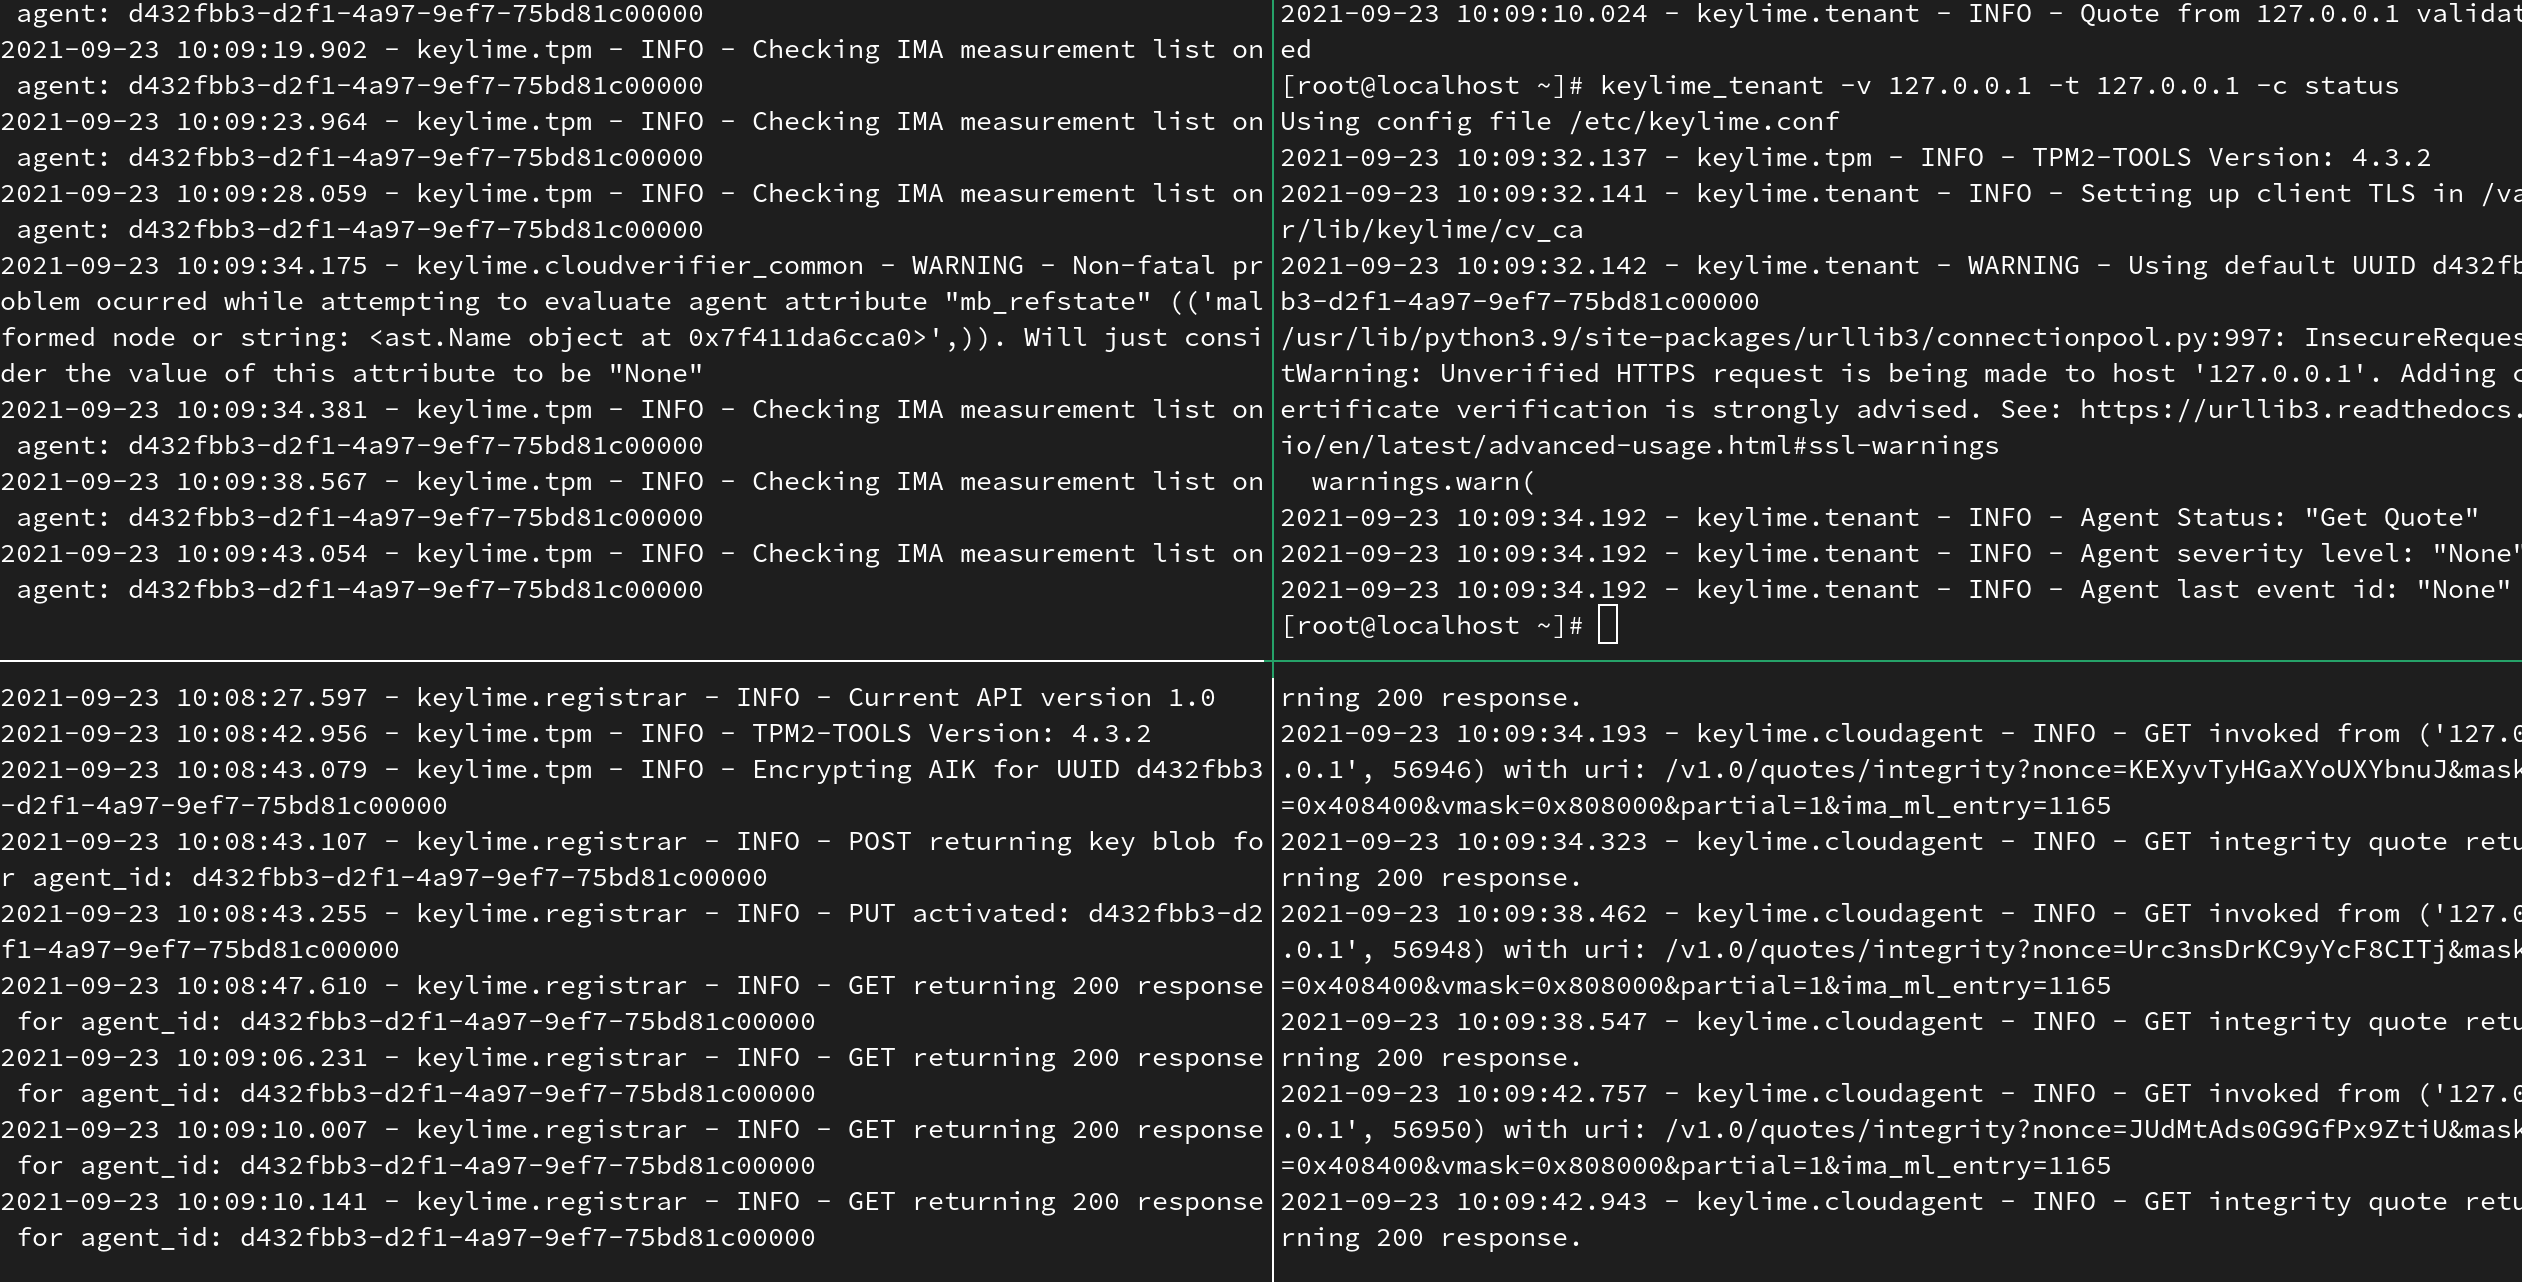 agent: d432fbb3-d2f1-4a97-9ef7-75bd81c00000
2021-09-23 10:09:19.902 - keylime.tpm - INFO - Checking IMA measurement list on
agent: d432fbb3-d2f1-4a97-9ef7-75bd81c00000
2021-09-23 10:09:23.964 - keylime.tpm - INFO - Checking IMA measurement list on
agent: d432fbb3-d2f1-4a97-9ef7-75bd81c00000
2021-09-23 10:09:28.059 - keylime.tpm - INFO - Checking IMA measurement list on
agent: d432fbb3-d2f1-4a97-9ef7-75bd81c00000
2021-09-23 10:09:34.175 - keylime.cloudverifier_common - WARNING - Non-fatal pr
oblem ocurred while attempting to evaluate agent attribute "mb_refstate" (('mal
formed node or string: <ast.Name object at 0x7f411da6cca0>',)). Will just consi
der the value of this attribute to be "None"
2021-09-23 10:09:34.381 - keylime.tpm - INFO - Checking IMA measurement list on
agent: d432fbb3-d2f1-4a97-9ef7-75bd81c00000
2021-09-23 10:09:38.567 - keylime.tpm - INFO - Checking IMA measurement list on
agent: d432fbb3-d2f1-4a97-9ef7-75bd81c00000
2021-09-23 10:09:43.054 - keylime.tpm - INFO - Checking IMA measurement list on
agent: d432fbb3-d2f1-4a97-9ef7-75bd81c00000
2021-09-23 10:09:10.024 - keylime.tenant - INFO - Quote from 127.0.0.1 validat
ed
[root@localhost ~]# keylime_tenant -v 127.0.0.1 -t 127.0.0.1 -c status
Using config file /etc/keylime.conf
2021-09-23 10:09:32.137 - keylime.tpm - INFO - TPM2-TOOLS Version: 4.3.2
2021-09-23 10:09:32.141 - keylime.tenant - INFO - Setting up client TLS in /va
r/lib/keylime/cv_ca
2021-09-23 10:09:32.142 - keylime.tenant - WARNING - Using default UUID d432fb
b3-d2f1-4a97-9ef7-75bd81c00000
/usr/lib/python3.9/site-packages/urllib3/connectionpool.py:997: InsecureReques
tWarning: Unverified HTTPS request is being made to host '127.0.0.1'. Adding c
ertificate verification is strongly advised. See: https://urllib3.readthedocs.
io/en/latest/advanced-usage.html#ssl-warnings
warnings.warn(
2021-09-23 10:09:34.192 - keylime.tenant - INFO - Agent Status: "Get Quote"
2021-09-23 10:09:34.192 - keylime.tenant - INFO - Agent severity level: "None"
2021-09-23 10:09:34.192 - keylime.tenant - INFO - Agent last event id: "None"
[root@localhost ~]#
2021-09-23 10:08:27.597 - keylime.registrar - INFO - Current API version 1.0
2021-09-23 10:08:42.956 - keylime.tpm - INFO - TPM2-TOOLS Version: 4.3.2
2021-09-23 10:08:43.079 - keylime.tpm - INFO - Encrypting AIK for UUID d432fbb3
-d2f1-4a97-9ef7-75bd81c00000
2021-09-23 10:08:43.107 - keylime.registrar - INFO - POST returning key blob fo
r agent_id: d432fbb3-d2f1-4a97-9ef7-75bd81c00000
2021-09-23 10:08:43.255 - keylime.registrar - INFO - PUT activated: d432fbb3-d2
f1-4a97-9ef7-75bd81c00000
2021-09-23 10:08:47.610 - keylime.registrar - INFO - GET returning 200 response
for agent_id: d432fbb3-d2f1-4a97-9ef7-75bd81c00000
2021-09-23 10:09:06.231 - keylime.registrar - INFO - GET returning 200 response
for agent_id: d432fbb3-d2f1-4a97-9ef7-75bd81c00000
2021-09-23 10:09:10.007 - keylime.registrar - INFO - GET returning 200 response
for agent_id: d432fbb3-d2f1-4a97-9ef7-75bd81c00000
2021-09-23 10:09:10.141 - keylime.registrar - INFO - GET returning 200 response
for agent_id: d432fbb3-d2f1-4a97-9ef7-75bd81c00000
rning 200 response.
2021-09-23 10:09:34.193 - keylime.cloudagent - INFO - GET invoked from ('127.0
.0.1', 56946) with uri: /v1.0/quotes/integrity?nonce=KEXyvTyHGaXYoUXYbnuJ&mask
=0x408400&vmask=0x808000&partial=1&ima_ml_entry=1165
2021-09-23 10:09:34.323 - keylime.cloudagent - INFO - GET integrity quote retu
rning 200 response.
2021-09-23 10:09:38.462 - keylime.cloudagent - INFO - GET invoked from ('127.0
.0.1', 56948) with uri: /v1.0/quotes/integrity?nonce=Urc3nsDrKC9yYcF8CITj&mask
=0x408400&vmask=0x808000&partial=1&ima_ml_entry=1165
2021-09-23 10:09:38.547 - keylime.cloudagent - INFO - GET integrity quote retu
rning 200 response.
2021-09-23 10:09:42.757 - keylime.cloudagent - INFO - GET invoked from ('127.0
.0.1', 56950) with uri: /v1.0/quotes/integrity?nonce=JUdMtAds0G9GfPx9ZtiU&mask
=0x408400&vmask=0x808000&partial=1&ima_ml_entry=1165
2021-09-23 10:09:42.943 - keylime.cloudagent - INFO - GET integrity quote retu
rning 200 response.